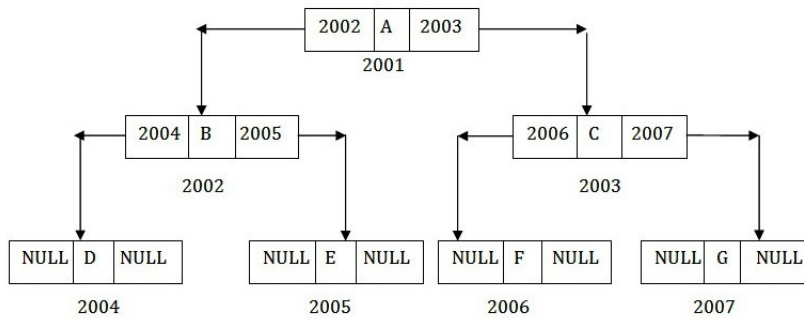 2002 A 2003
2001
2004 B 2005
2006 C 2007
2002
2003
NULL D NULL
NULL E NULL
NULL F NULL
NULL G NULL
2004
2005
2006
2007